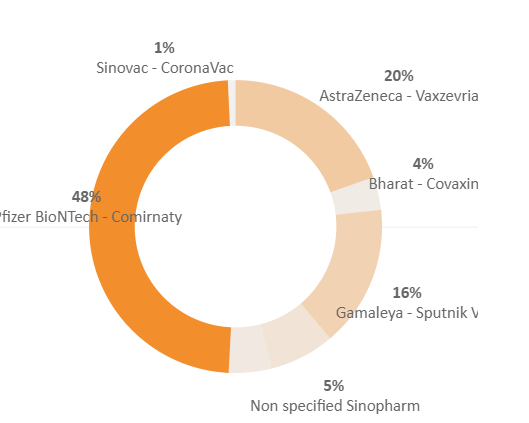 1%
Sinovac - CoronaVac
20%
AstraZeneca - Vaxzevria
4%
Bharat - Covaxin
48%
fizer BioNTech - Comirnaty
16%
Gamaleya - Sputnik V
5%
Non specified Sinopharm